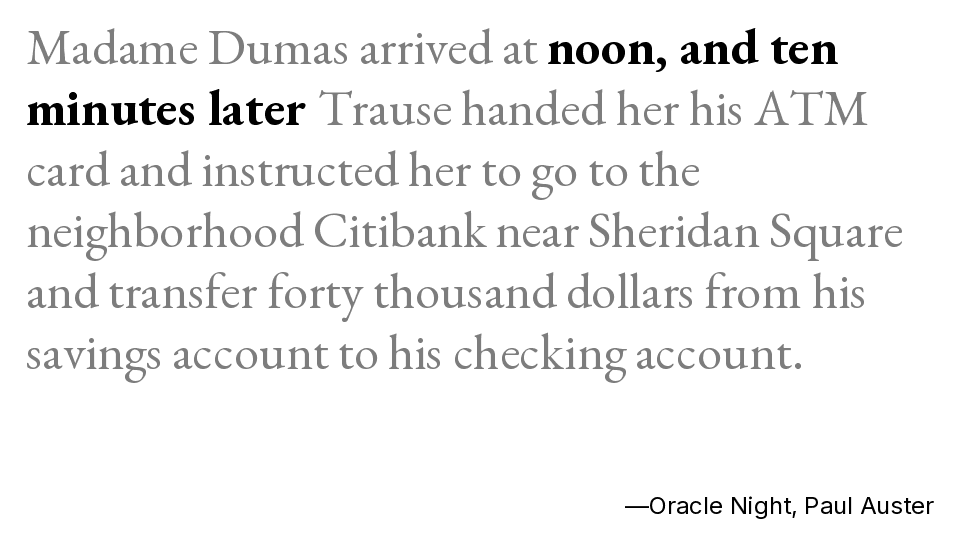 Madame Dumas arrived at noon, and ten
minutes later Trause handed her his ATM
card and instructed her to go to the
neighborhood Citibank near Sheridan Square
and transfer forty thousand dollars from his
savings account to his checking account.
—Oracle Night, Paul Auster